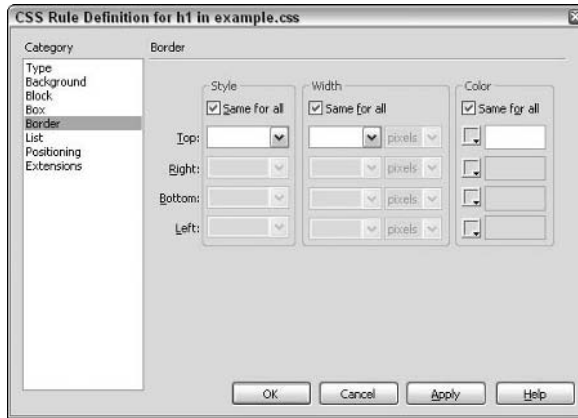 CSS Rule Definition for h1 in example.css
Category
Border
Type
Background
Block
Box
Border
List
Positioning
Extensions
Style
Width
Color
Same for all
Same for all
Same for all
Top:
pixels
Right:
pixels
Bottom:
pixels
Left:
pixels
OK
Cancel
Apply
Help